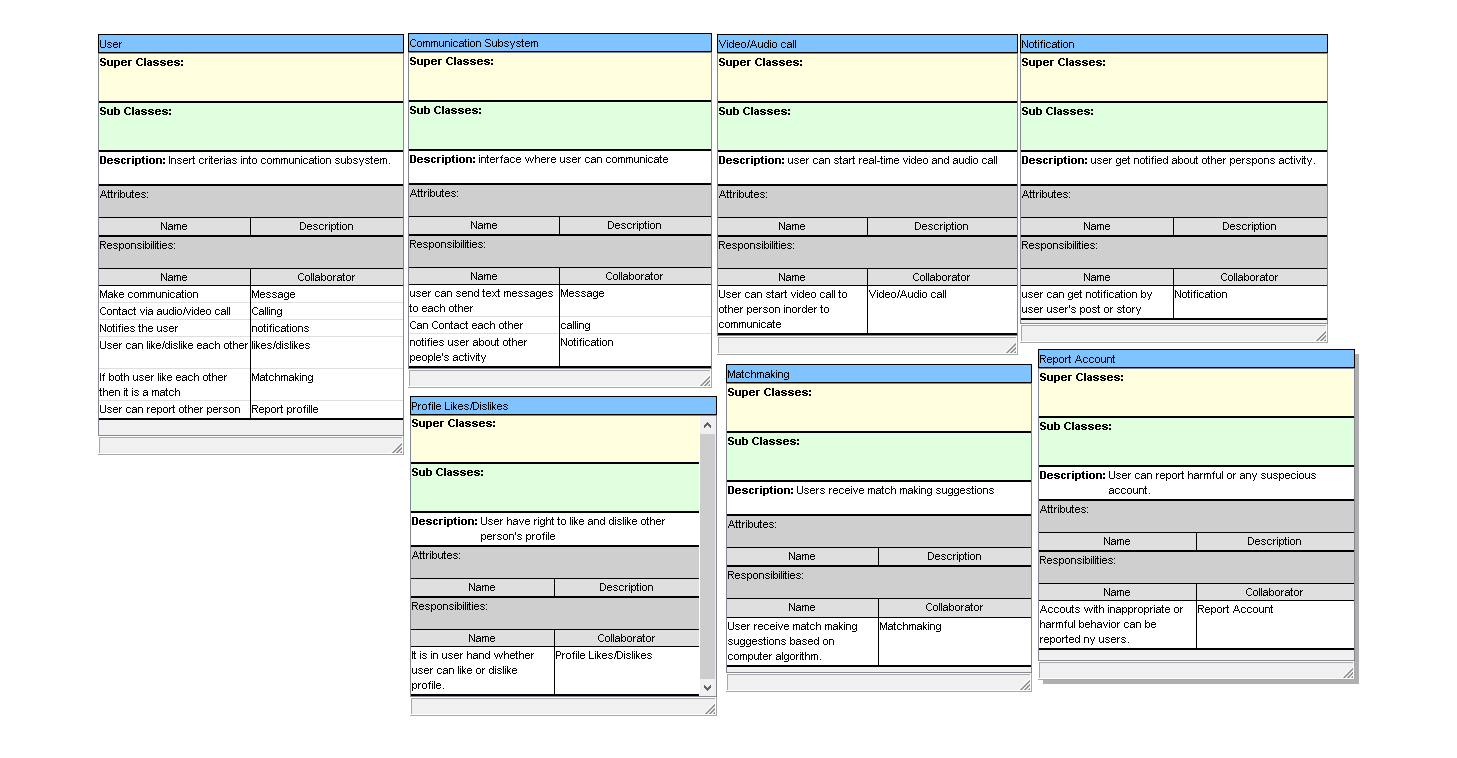 User
Super Classes:
Sub Classes:
Description: Insert criterias into communication subsystem.
Attributes:
Name Description
Responsibilities:
Name Collaborator
Make communication Message
Contact via audio/video call Calling
Notifies the user notifications
User can like/dislike each other likes/dislikes
If both user like each other Matchmaking
then it is a match
User can report other person Report profille
Communication Subsystem
Super Classes:
Sub Classes:
Description: interface where user can communicate
Attributes:
Name Description
Responsibilities:
Name Collaborator
user can send text messages Message
to each other
Can Contact each other calling
notifies user about other Notification
people's activity
Video/Audio call
Super Classes:
Sub Classes:
Description: user can start real-time video and audio call
Attributes:
Name Description
Responsibilities:
Name Collaborator
User can start video call to Video/Audio call
other person inorder to
communicate
Notification
Super Classes:
Sub Classes:
Description: user get notified about other perspons activity.
Attributes:
Name Description
Responsibilities:
Name Collaborator
user can get notification by Notification
user user's post or story
Profile Likes/Dislikes
Super Classes:
Sub Classes:
Description: User have right to like and dislike other
person's profile
Attributes:
Name Description
Responsibilities:
Name Collaborator
It is in user hand whether Profile Likes/Dislikes
user can like or dislike
profile.
Matchmaking
Super Classes:
Sub Classes:
Description: Users receive match making suggestions
Attributes:
Name Description
Responsibilities:
Name Collaborator
User receive match making Matchmaking
suggestions based on
computer algorithm.
Report Account
Super Classes:
Sub Classes:
Description: User can report harmful or any suspecious
account.
Attributes:
Name Description
Responsibilities:
Name Collaborator
Accouts with inappropriate or Report Account
harmful behavior can be
reported ny users.